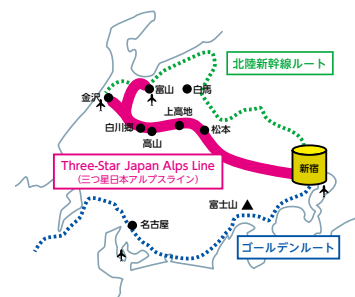 北陸新幹線ルート
富山
白馬
金沢
上高地
白川郷
高山
松本
Three-Star Japan Alps Line
(三つ星日本アルプスライン)
新宿
富士山
名古屋
ゴールデンルート